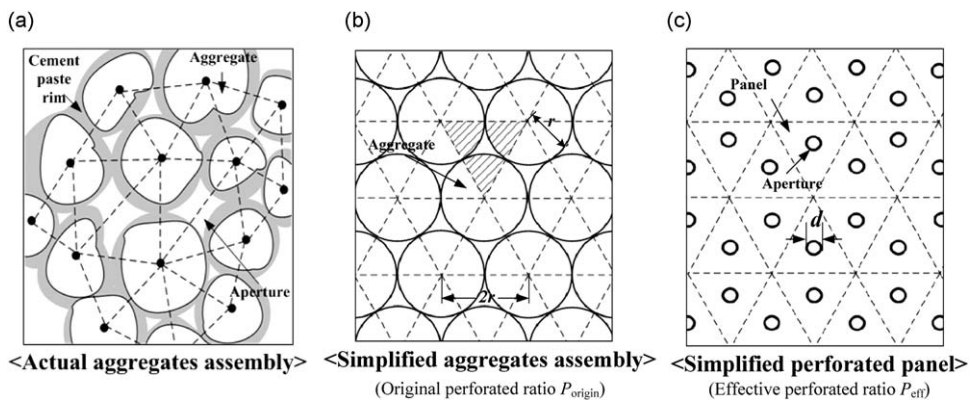 (a)
(b)
(c)
Cement
paste
rim
Aggregate
Aperture
<Actual aggregates assembly>
Aggregate
r
2r
<Simplified aggregates assembly>
(Original perforated ratio Porigin)
Panel
Aperture
d
<Simplified perforated panel>
(Effective perforated ratio Peff)